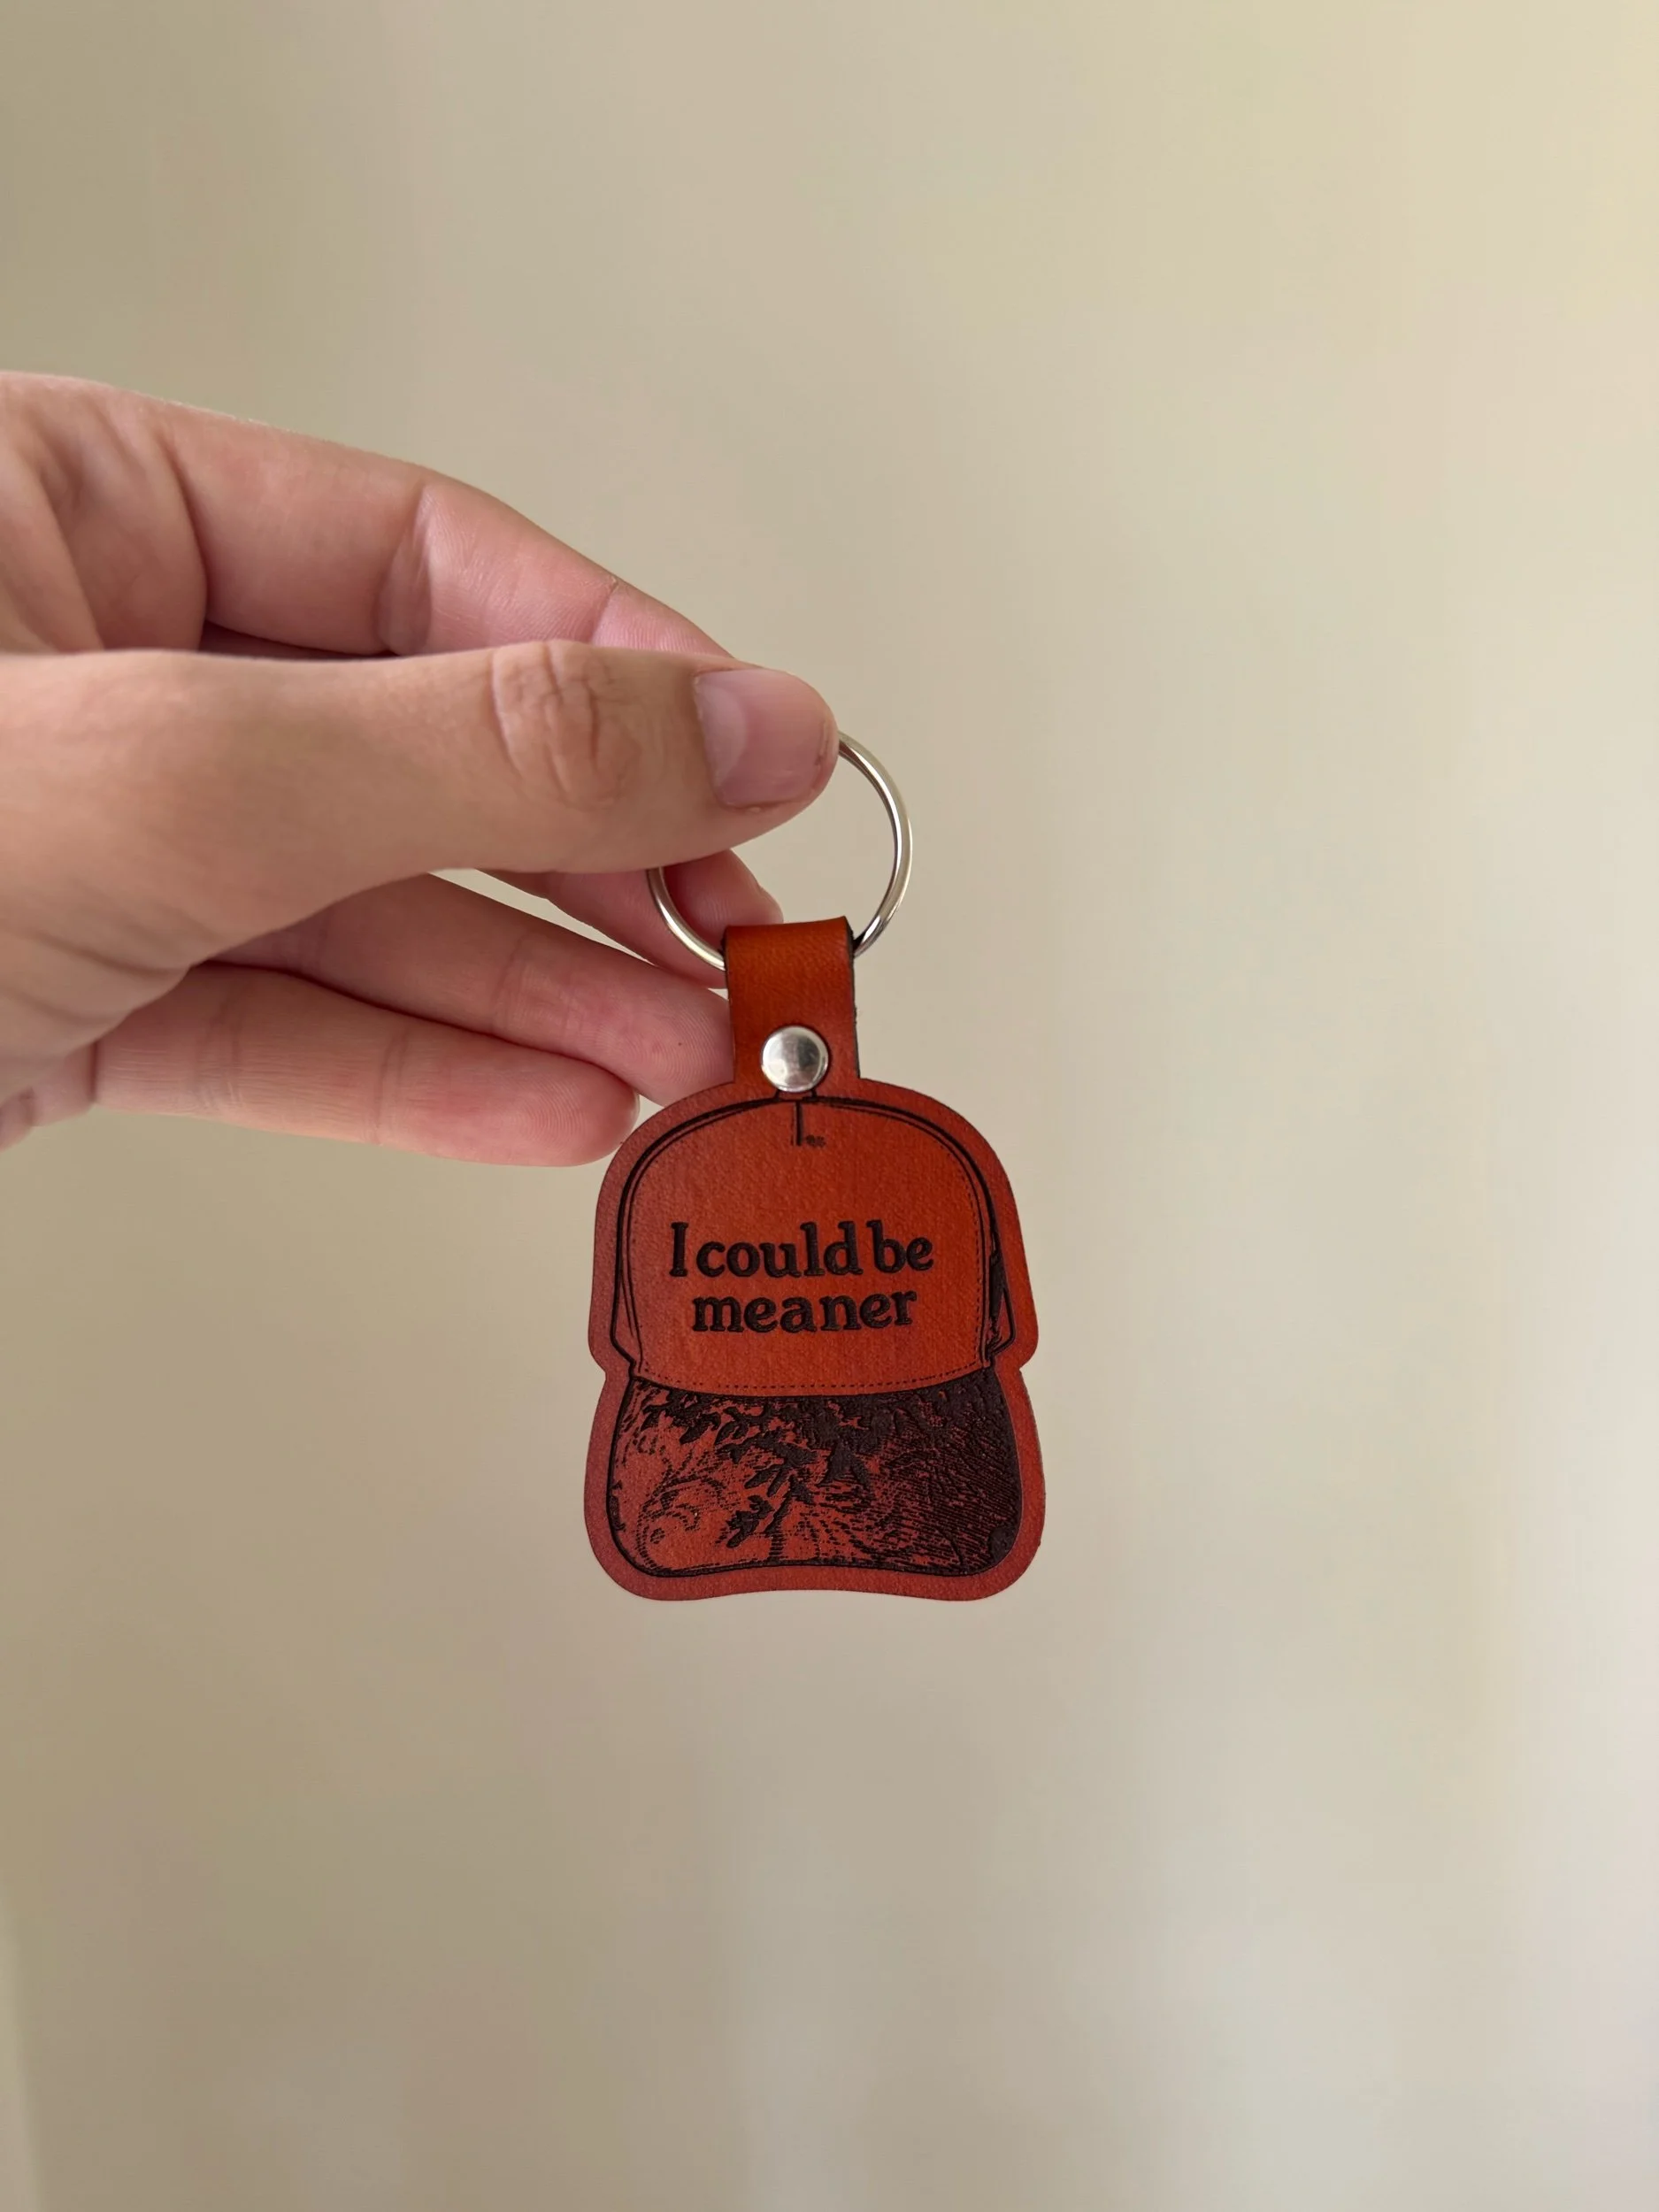 I could be
meaner